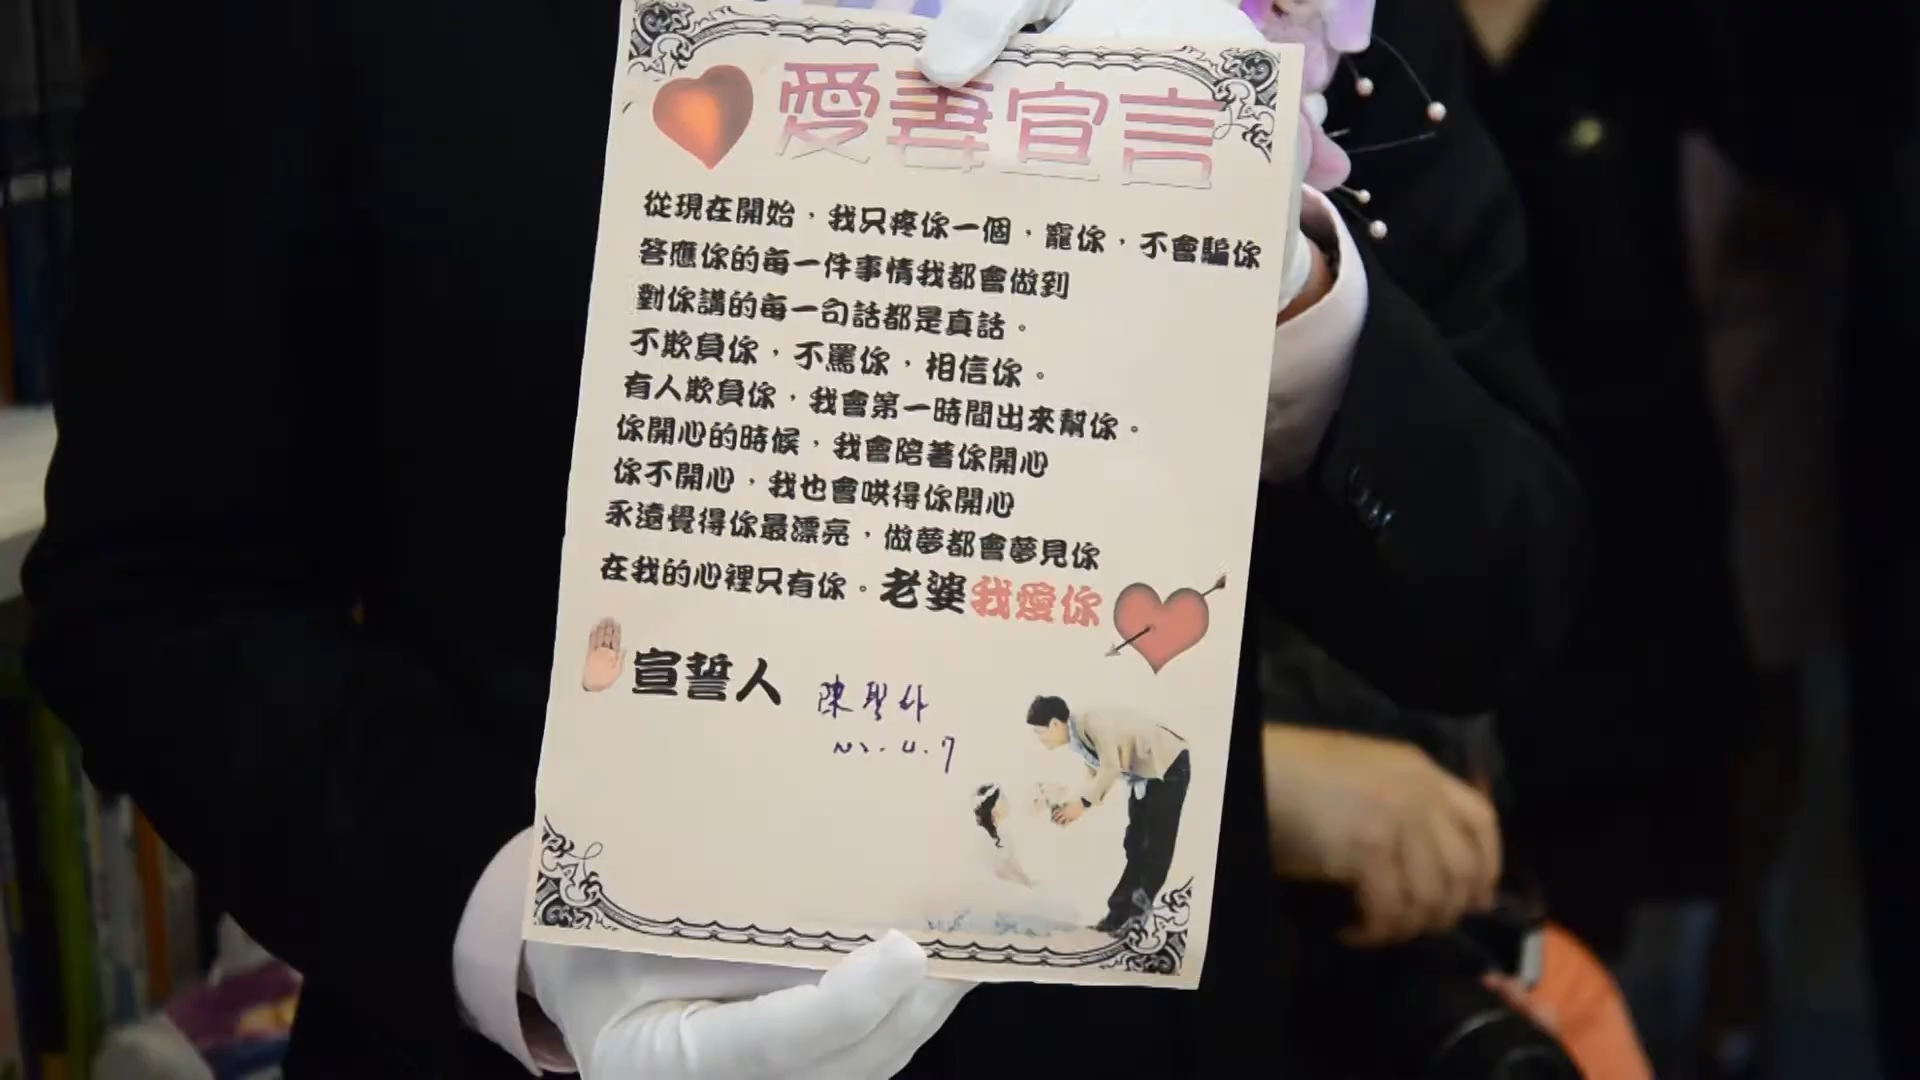 愛妻宣言
從現在開始，我只疼你一個，寵你，不會騙你
答應你的每一件事情我都會做到
對你講的每一句話都是真話。
不欺負你，不罵你，相信你。
有人欺負你，我會第一時間出來幫你。
你開心的時候，我會陪著你開心
你不開心，我也會哄得你開心
永遠覺得你最漂亮，做夢都會夢見你
在我的心裡只有你。老婆我愛你
宣誓人 陳聖